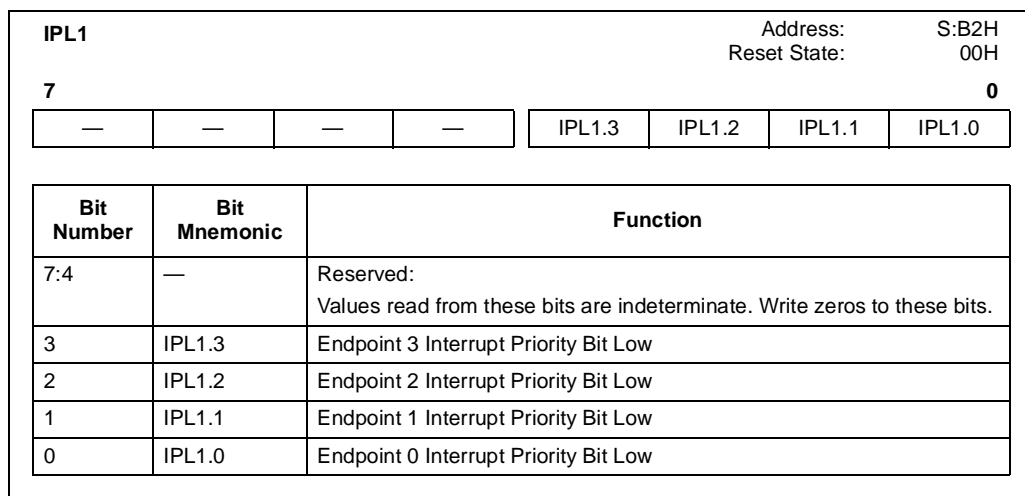 IPL1 Address: S:B2H
Reset State: 00H
7 0
— — — — IPL1.3 IPL1.2 IPL1.1 IPL1.0
Bit Number Bit Mnemonic Function
7:4 — Reserved:
Values read from these bits are indeterminate. Write zeros to these bits.
3 IPL1.3 Endpoint 3 Interrupt Priority Bit Low
2 IPL1.2 Endpoint 2 Interrupt Priority Bit Low
1 IPL1.1 Endpoint 1 Interrupt Priority Bit Low
0 IPL1.0 Endpoint 0 Interrupt Priority Bit Low